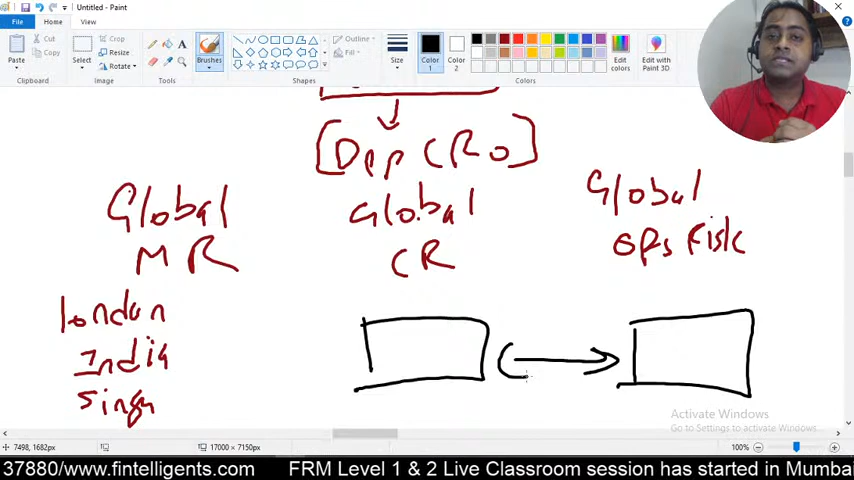 Untitled - Paint
File Home View
Paste
Cut
Copy
Clipboard
Select
Crop
Resize
Rotate
Image
A
Tools
Brushes
Outline
Fill
Shapes
Size
Color 1
Color 2
Edit colors
Colors
Edit with Paint 3D
[Dep CRO]
Global MR
Global CR
Global OPs Risk
London
India
Singa
Activate Windows
Go to Settings to activate Windows.
7498, 1682px
17000 × 7150px
100%
37880/www.fintelligents.com FRM Level 1 & 2 Live Classroom session has started in Mumba